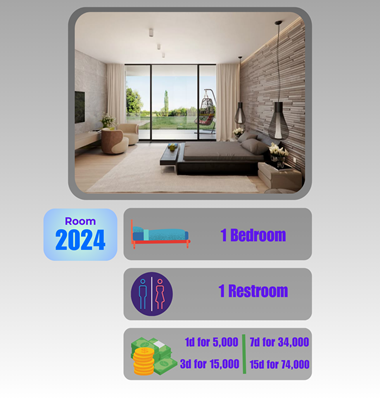 Room
2024
1 Bedroom
1 Restroom
1d for 5,000
7d for 34,000
3d for 15,000
15d for 74,000